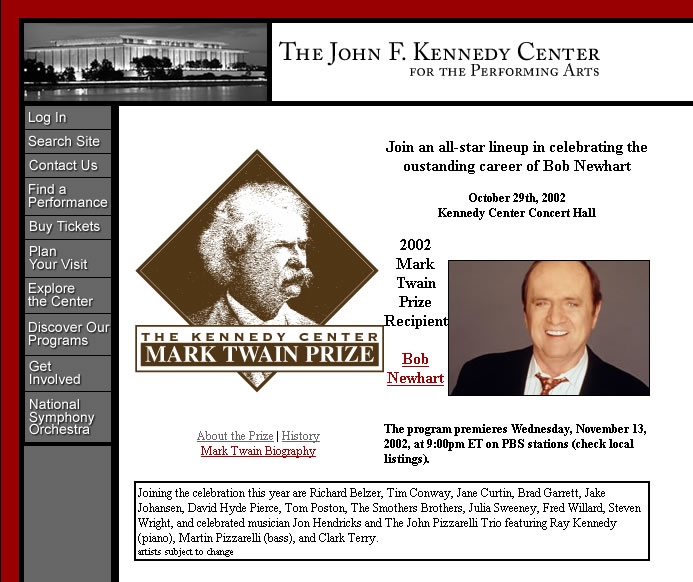 THE JOHN F. KENNEDY CENTER
FOR THE PERFORMING ARTS
Log In
Search Site
Contact Us
Find a
Performance
Buy Tickets
Plan
Your Visit
Explore
the Center
Discover Our
Programs
Get
Involved
National
Symphony
Orchestra
THE KENNEDY CENTER
MARK TWAIN PRIZE
About the Prize | History
Mark Twain Biography
Join an all-star lineup in celebrating the
oustanding career of Bob Newhart
October 29th, 2002
Kennedy Center Concert Hall
2002
Mark
Twain
Prize
Recipient
Bob
Newhart
The program premieres Wednesday, November 13,
2002, at 9:00pm ET on PBS stations (check local
listings).
Joining the celebration this year are Richard Belzer, Tim Conway, Jane Curtin, Brad Garrett, Jake
Johansen, David Hyde Pierce, Tom Poston, The Smothers Brothers, Julia Sweeney, Fred Willard, Steven
Wright, and celebrated musician Jon Hendricks and The John Pizzarelli Trio featuring Ray Kennedy
(piano), Martin Pizzarelli (bass), and Clark Terry.
artists subject to change